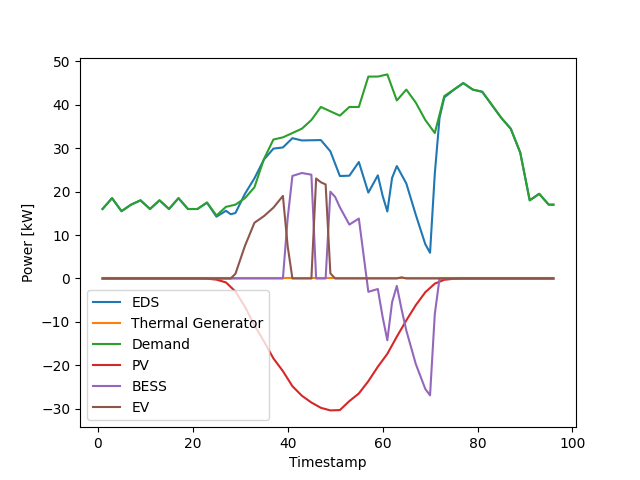 50
40
30
20
10
0
−10
−20
−30
Power [kW]
EDS
Thermal Generator
Demand
PV
BESS
EV
0 20 40 60 80 100
Timestamp